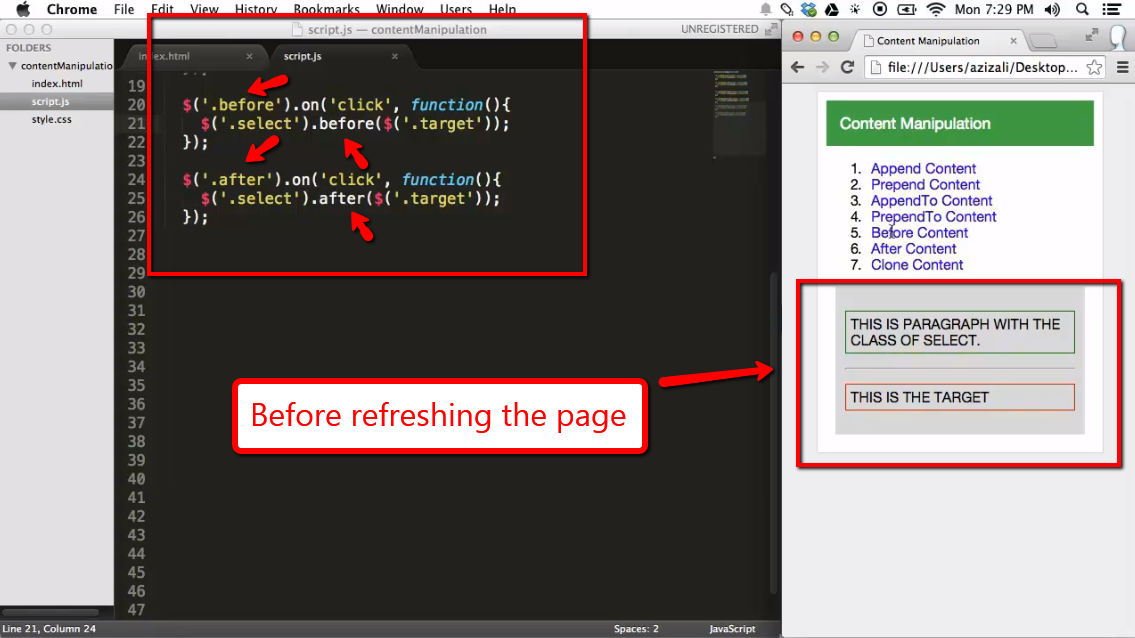 Chrome File Edit View History Bookmarks Window Users Help Mon 7:29 PM
script.js — contentManipulation UNREGISTERED
FOLDERS
contentManipulatio
index.html
script.js
style.css
index.html × script.js ×
19 });
20 $('.before').on('click', function(){
21 $('.select').before($('.target'));
22 });
23
24 $('.after').on('click', function(){
25 $('.select').after($('.target'));
26 });
27
28
29
30
31
32
33
34
35
36
37
38
39
40
41
42
43
44
45
46
47
Before refreshing the page
Line 21, Column 24 Spaces: 2 JavaScript
Content Manipulation ×
file:///Users/azizali/Desktop...
Content Manipulation
1. Append Content
2. Prepend Content
3. AppendTo Content
4. PrependTo Content
5. Before Content
6. After Content
7. Clone Content
THIS IS PARAGRAPH WITH THE
CLASS OF SELECT.
THIS IS THE TARGET